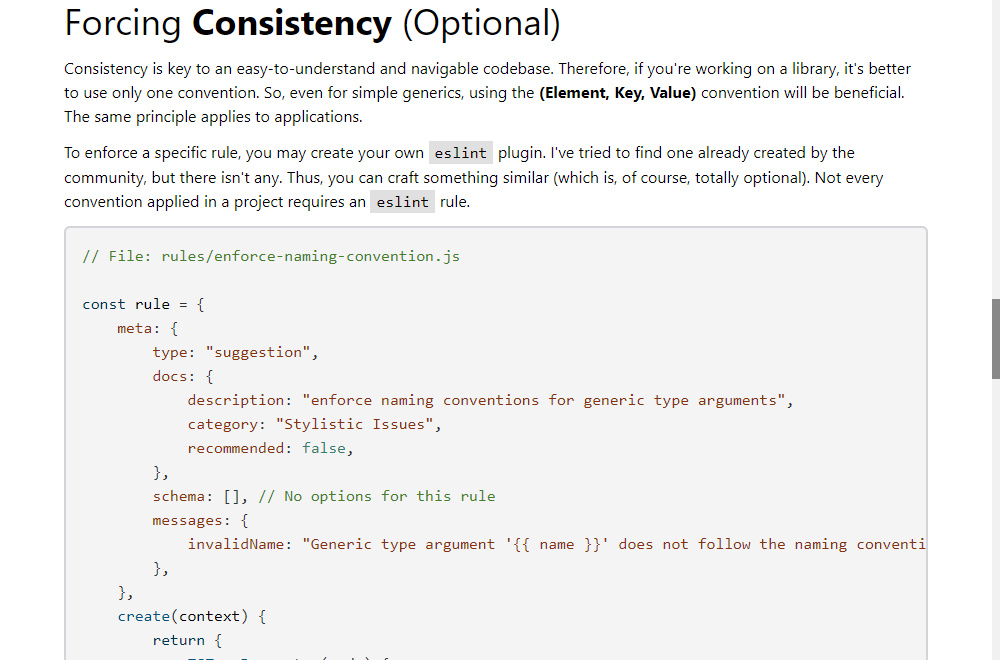 Forcing Consistency (Optional)
Consistency is key to an easy-to-understand and navigable codebase. Therefore, if you're working on a library, it's better
to use only one convention. So, even for simple generics, using the (Element, Key, Value) convention will be beneficial.
The same principle applies to applications.
To enforce a specific rule, you may create your own eslint plugin. I've tried to find one already created by the
community, but there isn't any. Thus, you can craft something similar (which is, of course, totally optional). Not every
convention applied in a project requires an eslint rule.
// File: rules/enforce-naming-convention.js
const rule = {
meta: {
type: "suggestion",
docs: {
description: "enforce naming conventions for generic type arguments",
category: "Stylistic Issues",
recommended: false,
},
schema: [], // No options for this rule
messages: {
invalidName: "Generic type argument '{{ name }}' does not follow the naming conventi
},
},
create(context) {
return {